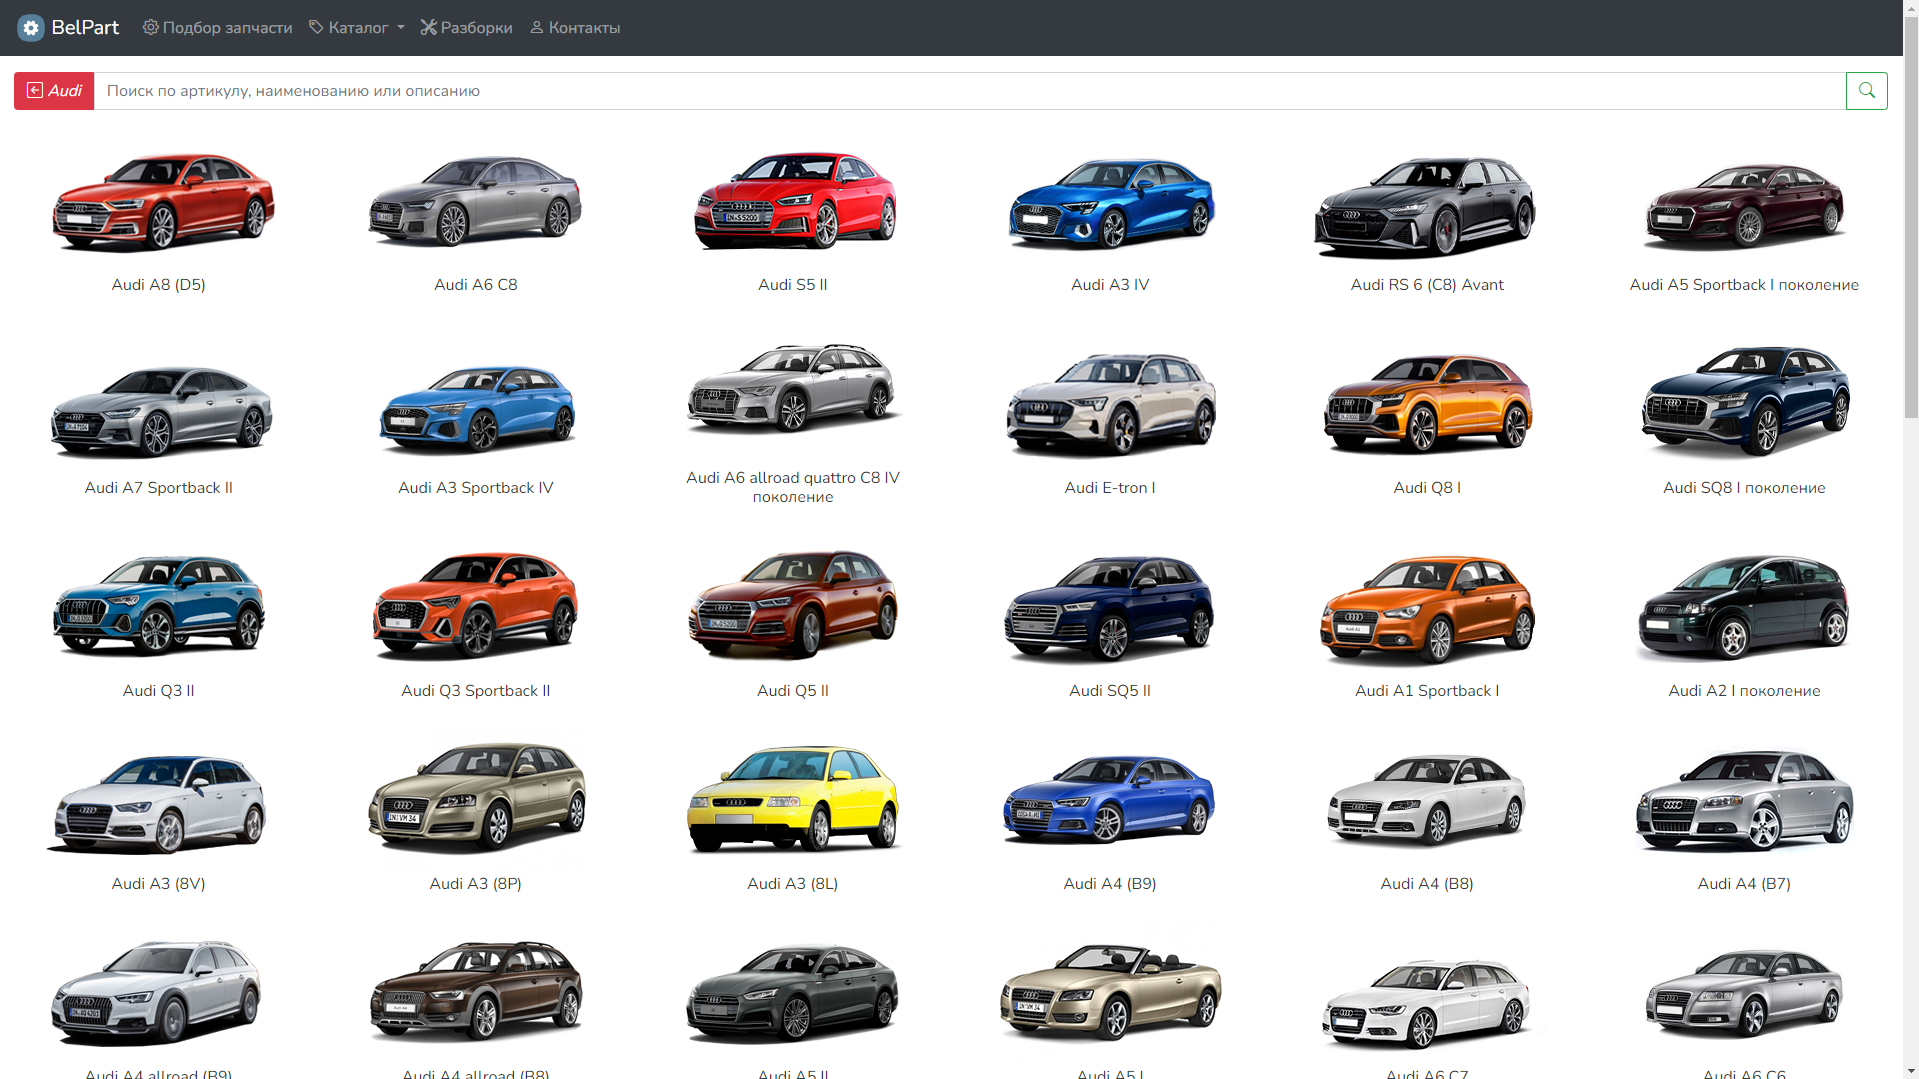 BelPart Подбор запчасти Каталог Разборки Контакты
Audi Поиск по артикулу, наименованию или описанию
Audi A8 (D5)
Audi A6 C8
Audi S5 II
Audi A3 IV
Audi RS 6 (C8) Avant
Audi A5 Sportback I поколение
Audi A7 Sportback II
Audi A3 Sportback IV
Audi A6 allroad quattro C8 IV
поколение
Audi E-tron I
Audi Q8 I
Audi SQ8 I поколение
Audi Q3 II
Audi Q3 Sportback II
Audi Q5 II
Audi SQ5 II
Audi A1 Sportback I
Audi A2 I поколение
Audi A3 (8V)
Audi A3 (8P)
Audi A3 (8L)
Audi A4 (B9)
Audi A4 (B8)
Audi A4 (B7)
Audi A4 allroad (B9)
Audi A4 allroad (B8)
Audi A5 II
Audi A5 I
Audi A6 C7
Audi A6 C6